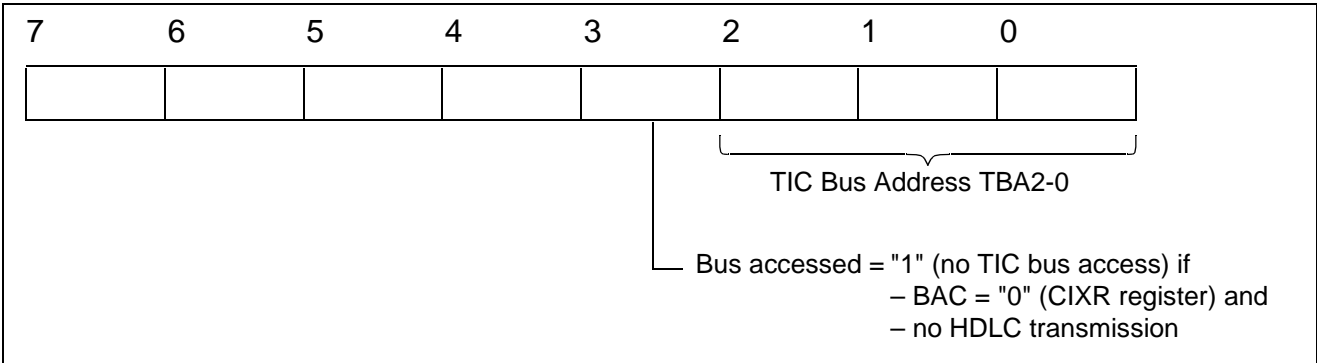 7 6 5 4 3 2 1 0
TIC Bus Address TBA2-0
Bus accessed = "1" (no TIC bus access) if
– BAC = "0" (CIXR register) and
– no HDLC transmission